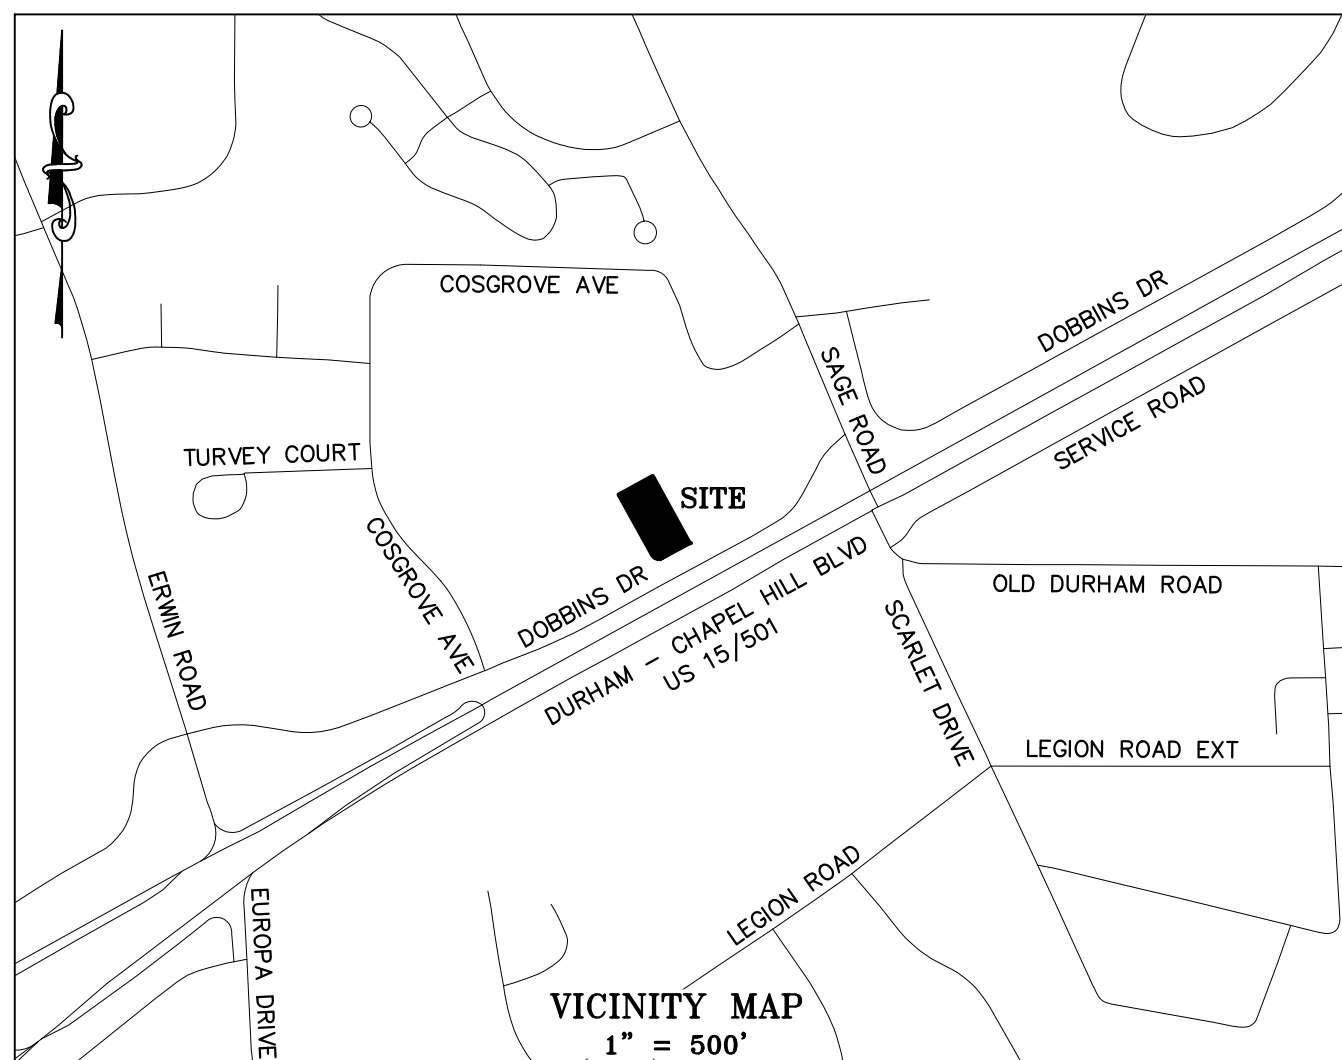 COSGROVE AVE
DOBBINS DR
SAGE ROAD
SERVICE ROAD
TURVEY COURT
SITE
COSGROVE AVE
DOBBINS DR
DURHAM - CHAPEL HILL BLVD
US 15/501
OLD DURHAM ROAD
ERWIN ROAD
SCARLET DRIVE
LEGION ROAD EXT
LEGION ROAD
EUROPA DRIVE
VICINITY MAP
1" = 500'